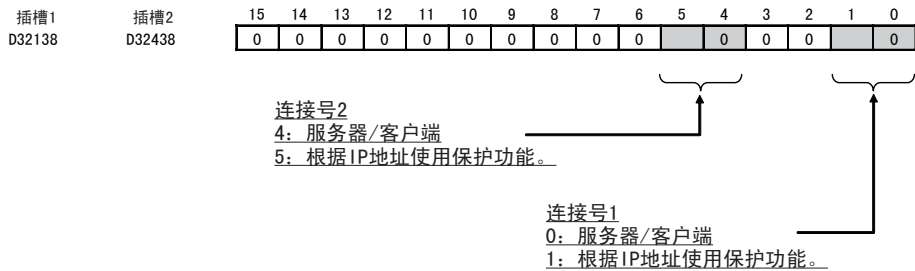 插槽1 插槽2 15 14 13 12 11 10 9 8 7 6 5 4 3 2 1 0
D32138 D32438 0 0 0 0 0 0 0 0 0 0 0 0 0 0
连接号2
4：服务器/客户端
5：根据IP地址使用保护功能。
连接号1
0：服务器/客户端
1：根据IP地址使用保护功能。